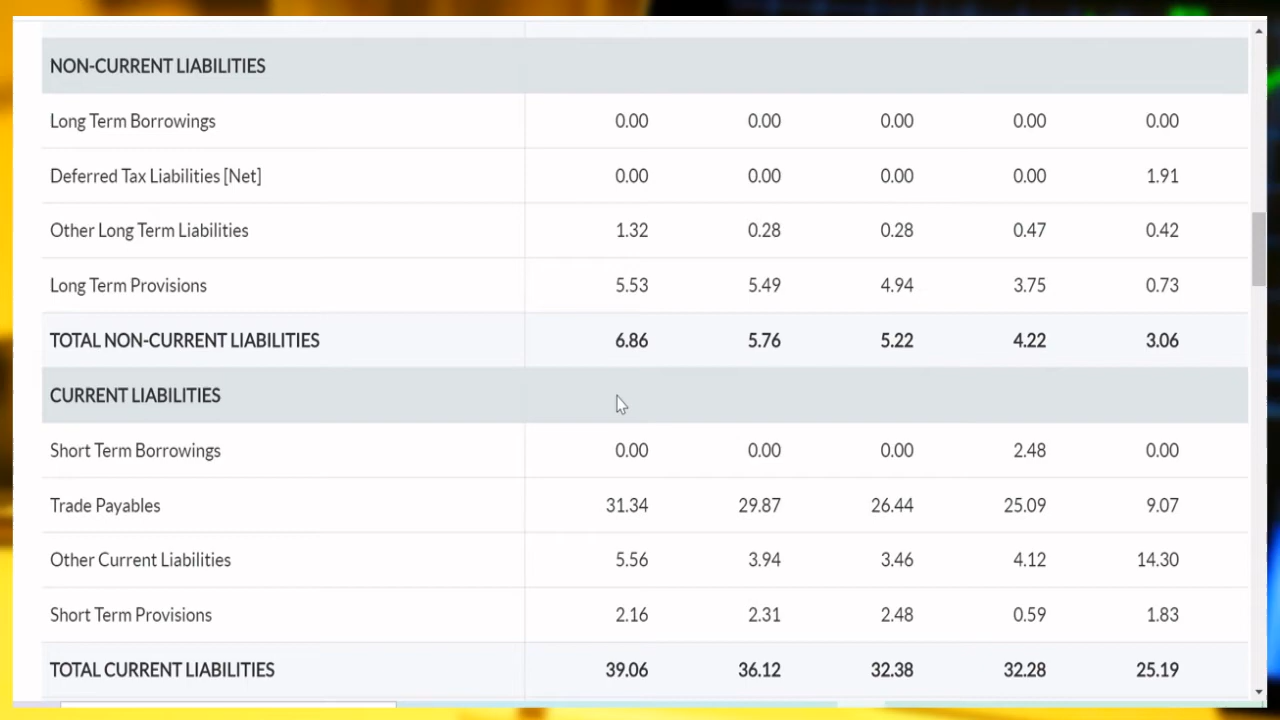 NON-CURRENT LIABILITIES
Long Term Borrowings 0.00 0.00 0.00 0.00 0.00
Deferred Tax Liabilities [Net] 0.00 0.00 0.00 0.00 1.91
Other Long Term Liabilities 1.32 0.28 0.28 0.47 0.42
Long Term Provisions 5.53 5.49 4.94 3.75 0.73
TOTAL NON-CURRENT LIABILITIES 6.86 5.76 5.22 4.22 3.06
CURRENT LIABILITIES
Short Term Borrowings 0.00 0.00 0.00 2.48 0.00
Trade Payables 31.34 29.87 26.44 25.09 9.07
Other Current Liabilities 5.56 3.94 3.46 4.12 14.30
Short Term Provisions 2.16 2.31 2.48 0.59 1.83
TOTAL CURRENT LIABILITIES 39.06 36.12 32.38 32.28 25.19